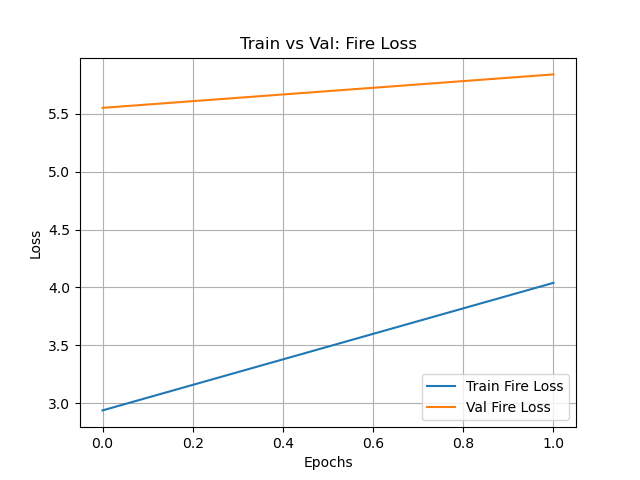 Train vs Val: Fire Loss
5.5
5.0
4.5
4.0
3.5
3.0
Loss
0.0 0.2 0.4 0.6 0.8 1.0
Epochs
Train Fire Loss
Val Fire Loss